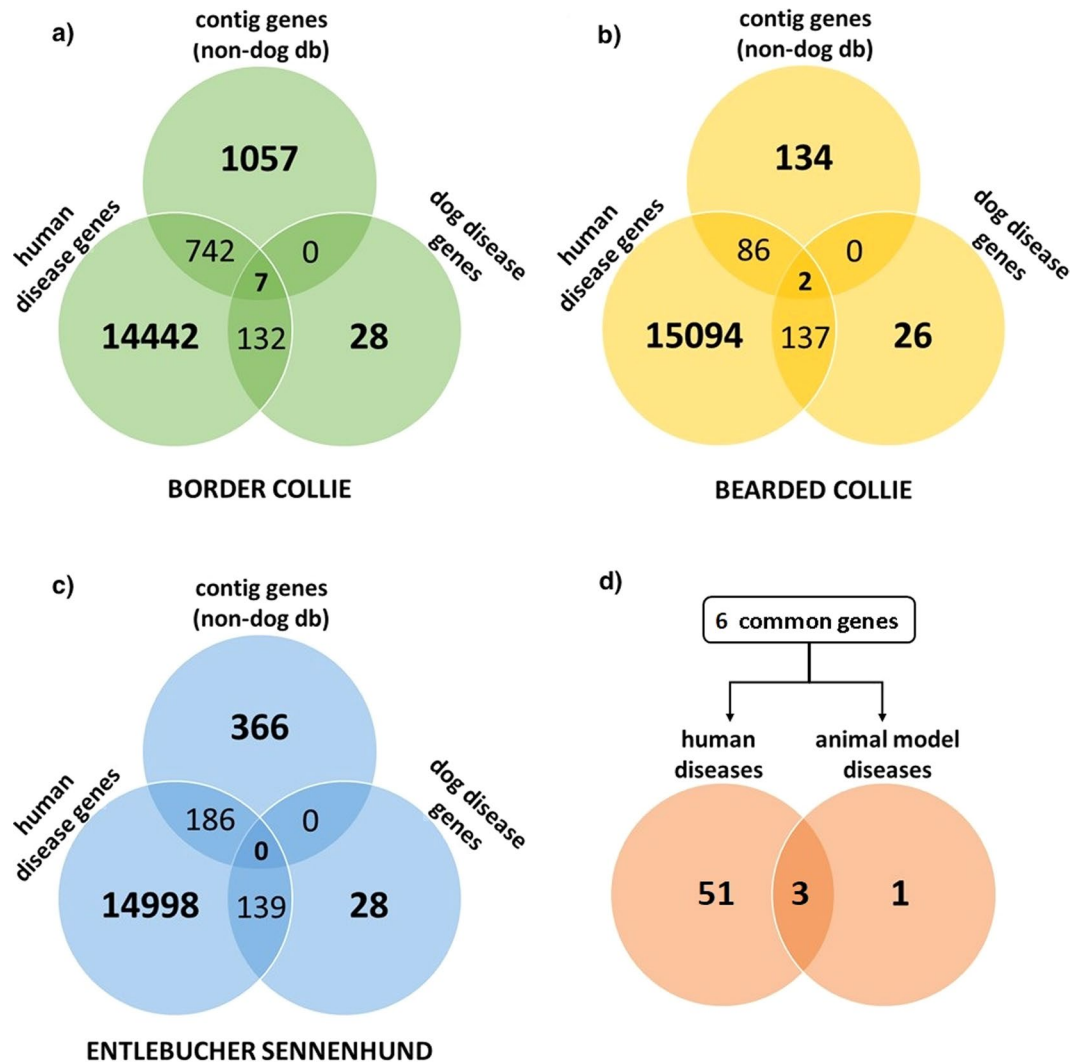 a)
contig genes
(non-dog db)
1057
human
disease genes
dog disease
genes
742
0
7
14442
132
28
BORDER COLLIE
b)
contig genes
(non-dog db)
134
human
disease genes
dog disease
genes
86
0
2
15094
137
26
BEARDED COLLIE
c)
contig genes
(non-dog db)
366
human
disease genes
dog disease
genes
186
0
0
14998
139
28
ENTLEBUCHER SENNENHUND
d)
6 common genes
human
diseases
animal model
diseases
51
3
1